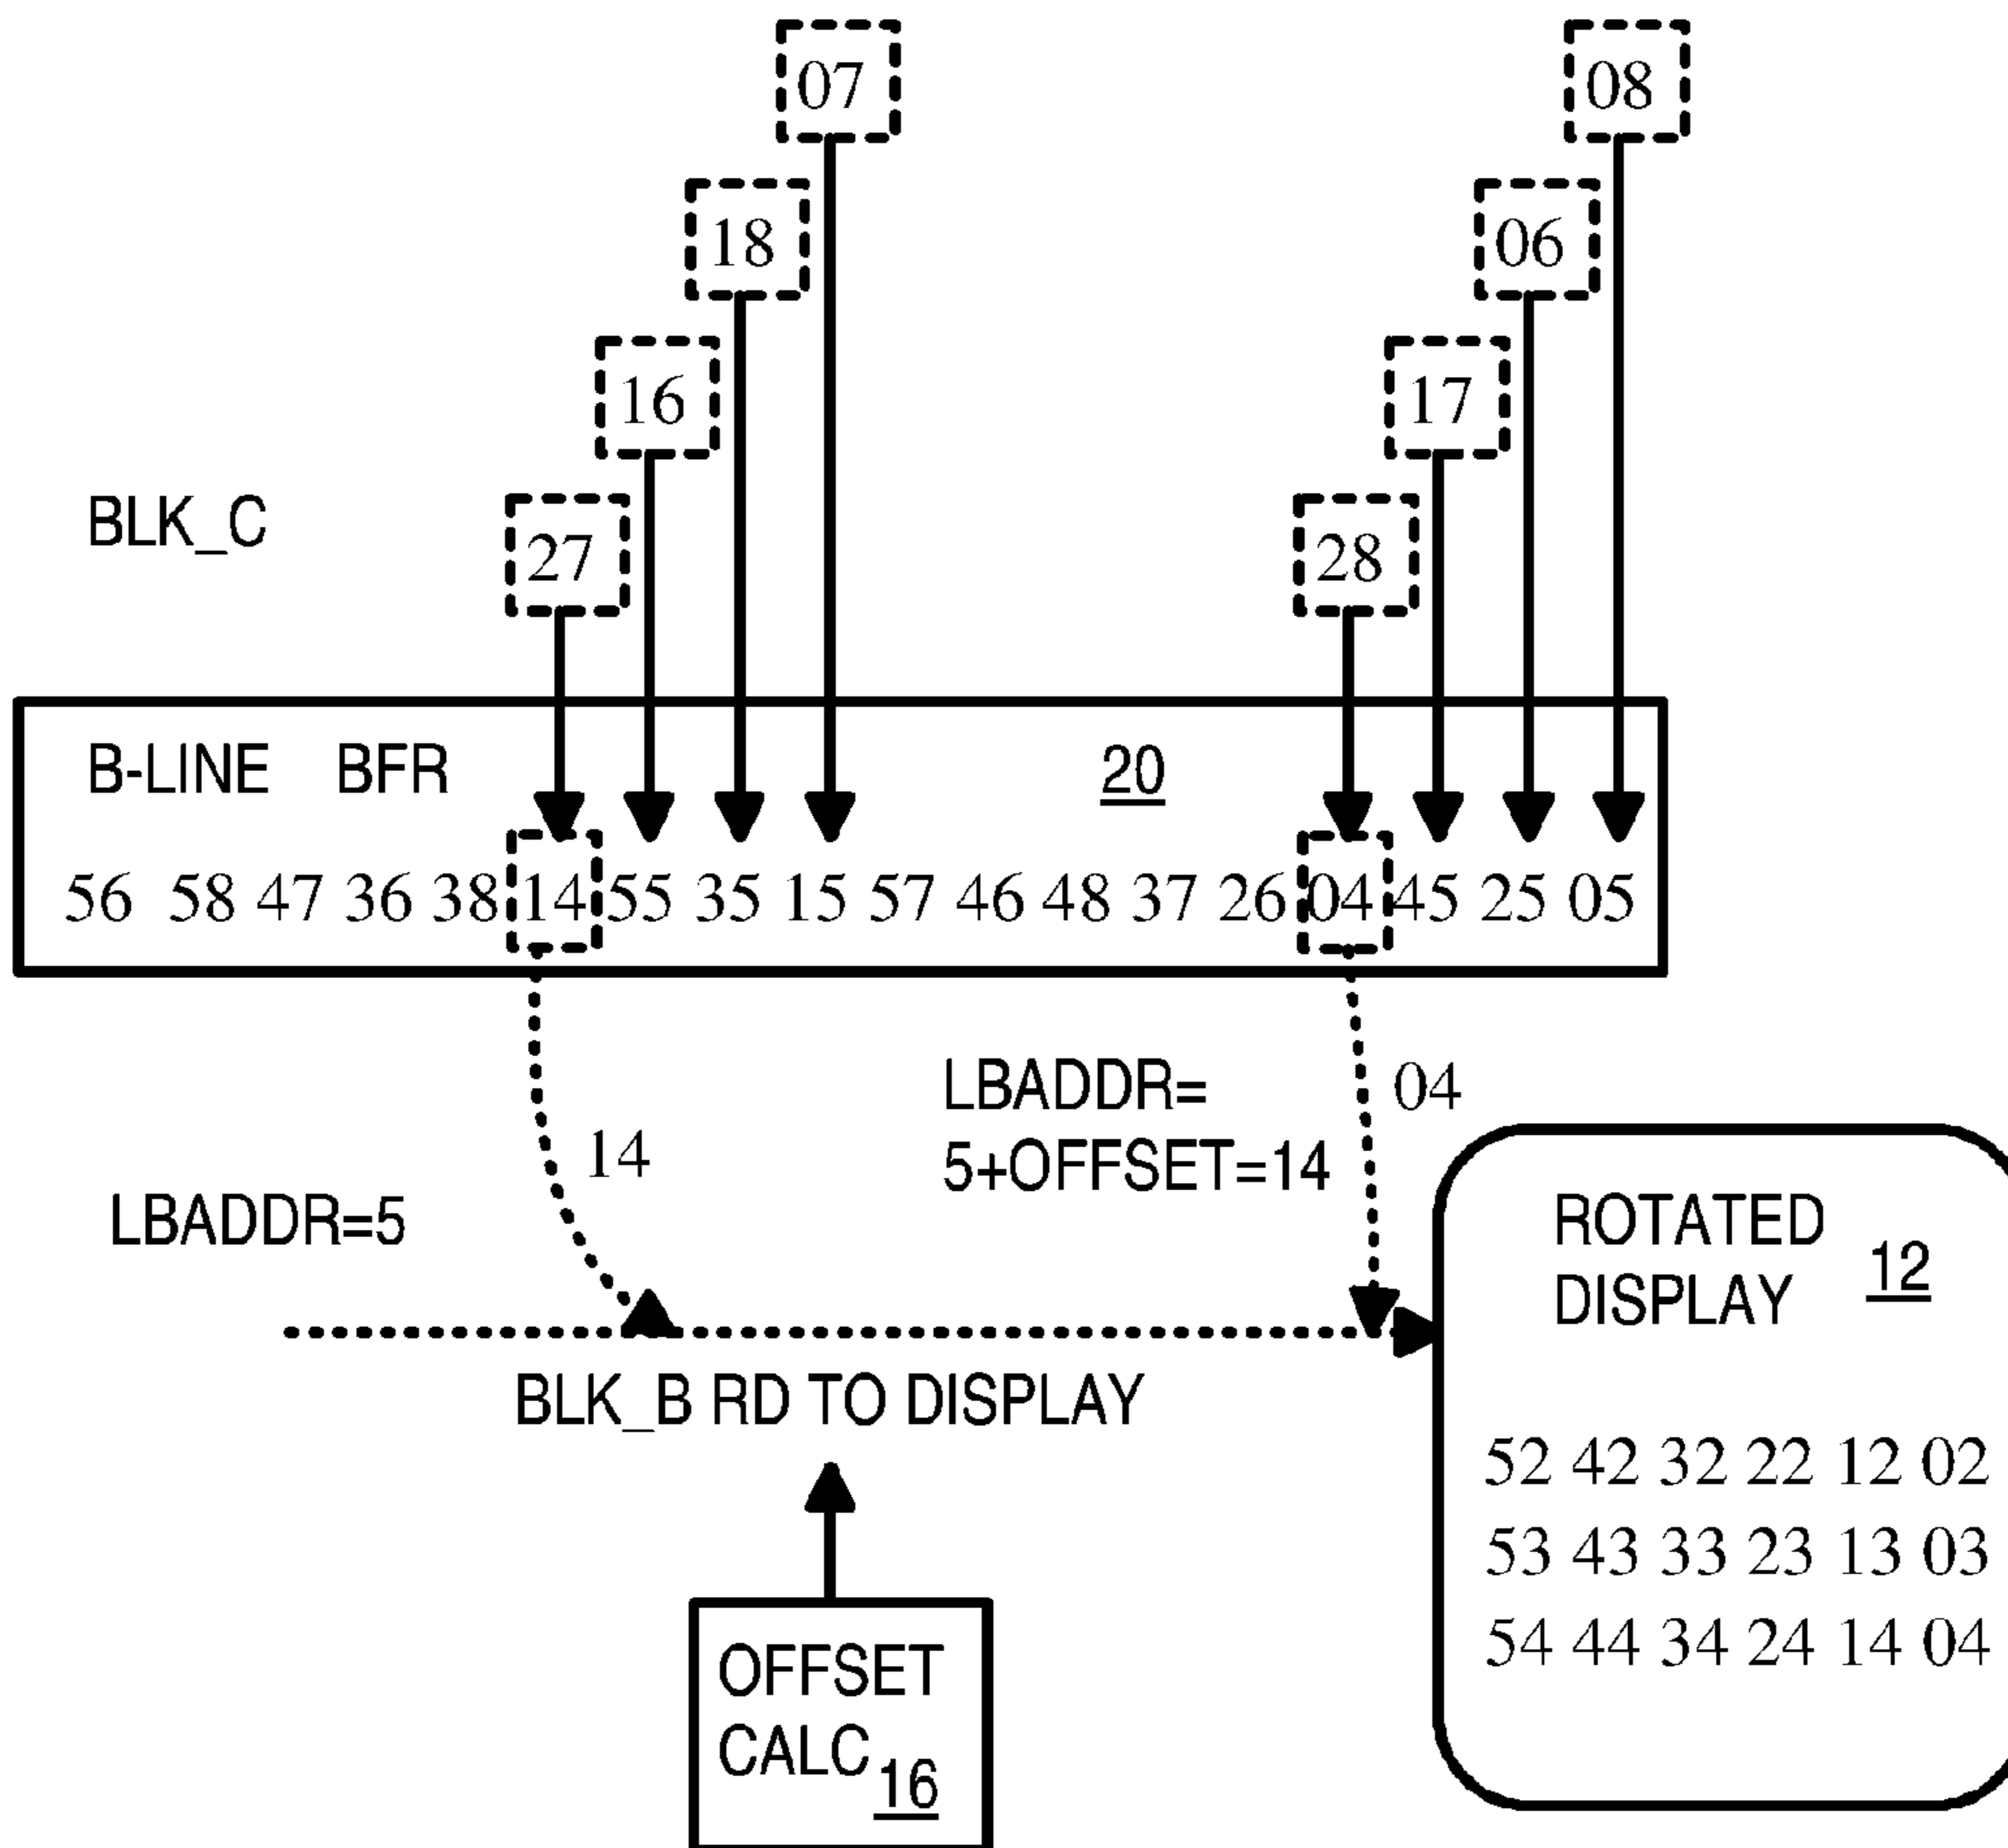 07 08
18 06
16 17
BLK_C 27 28
B-LINE BFR 20
56 58 47 36 38 14 55 35 15 57 46 48 37 26 04 45 25 05
LBADDR= 04
5+OFFSET=14
14
LBADDR=5
ROTATED
DISPLAY 12
BLK_B RD TO DISPLAY
52 42 32 22 12 02
53 43 33 23 13 03
54 44 34 24 14 04
OFFSET
CALC 16